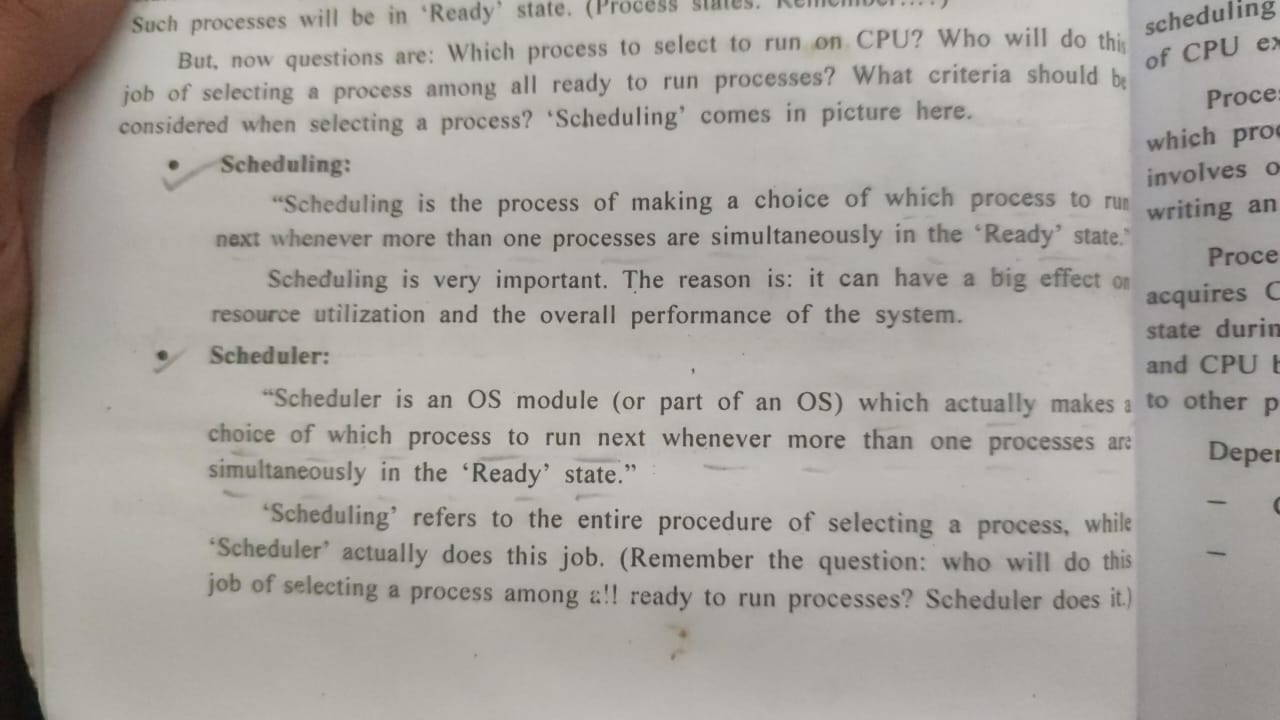 Such processes will be in ‘Ready’ state. (Process states. Remember....)
But, now questions are: Which process to select to run on CPU? Who will do this
job of selecting a process among all ready to run processes? What criteria should be
considered when selecting a process? ‘Scheduling’ comes in picture here.
• Scheduling:
“Scheduling is the process of making a choice of which process to run
next whenever more than one processes are simultaneously in the ‘Ready’ state.”
Scheduling is very important. The reason is: it can have a big effect on
resource utilization and the overall performance of the system.
• Scheduler:
“Scheduler is an OS module (or part of an OS) which actually makes a
choice of which process to run next whenever more than one processes are
simultaneously in the ‘Ready’ state.”
‘Scheduling’ refers to the entire procedure of selecting a process, while
‘Scheduler’ actually does this job. (Remember the question: who will do this
job of selecting a process among all ready to run processes? Scheduler does it.)
scheduling
of CPU
which
involves
writing an
acquires
state
and CPU
to other
–
–